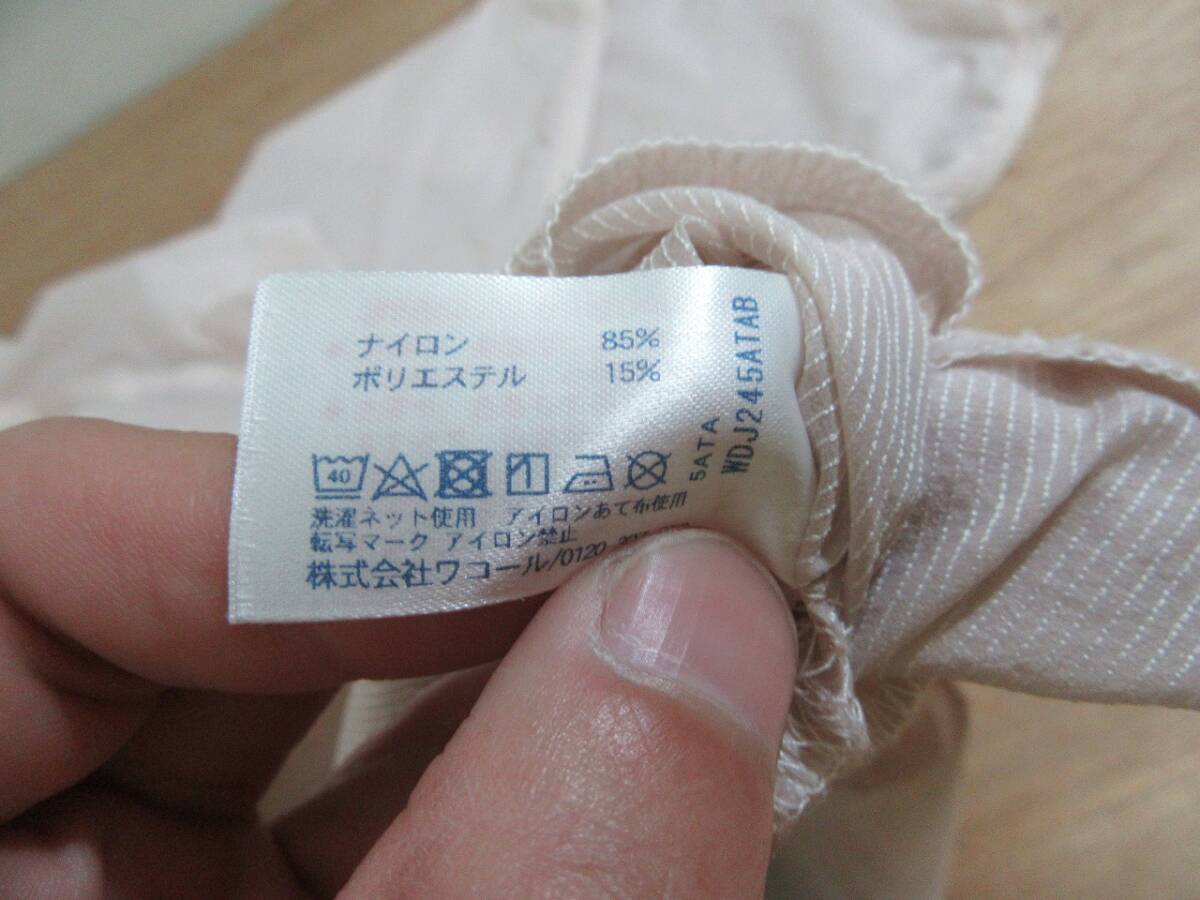 ナイロン 85%
ポリエステル 15%
40
洗濯ネット使用 アイロンあて布使用
転写マーク アイロン禁止
株式会社ワコール/0120
5ATA
WDJ245ATAB